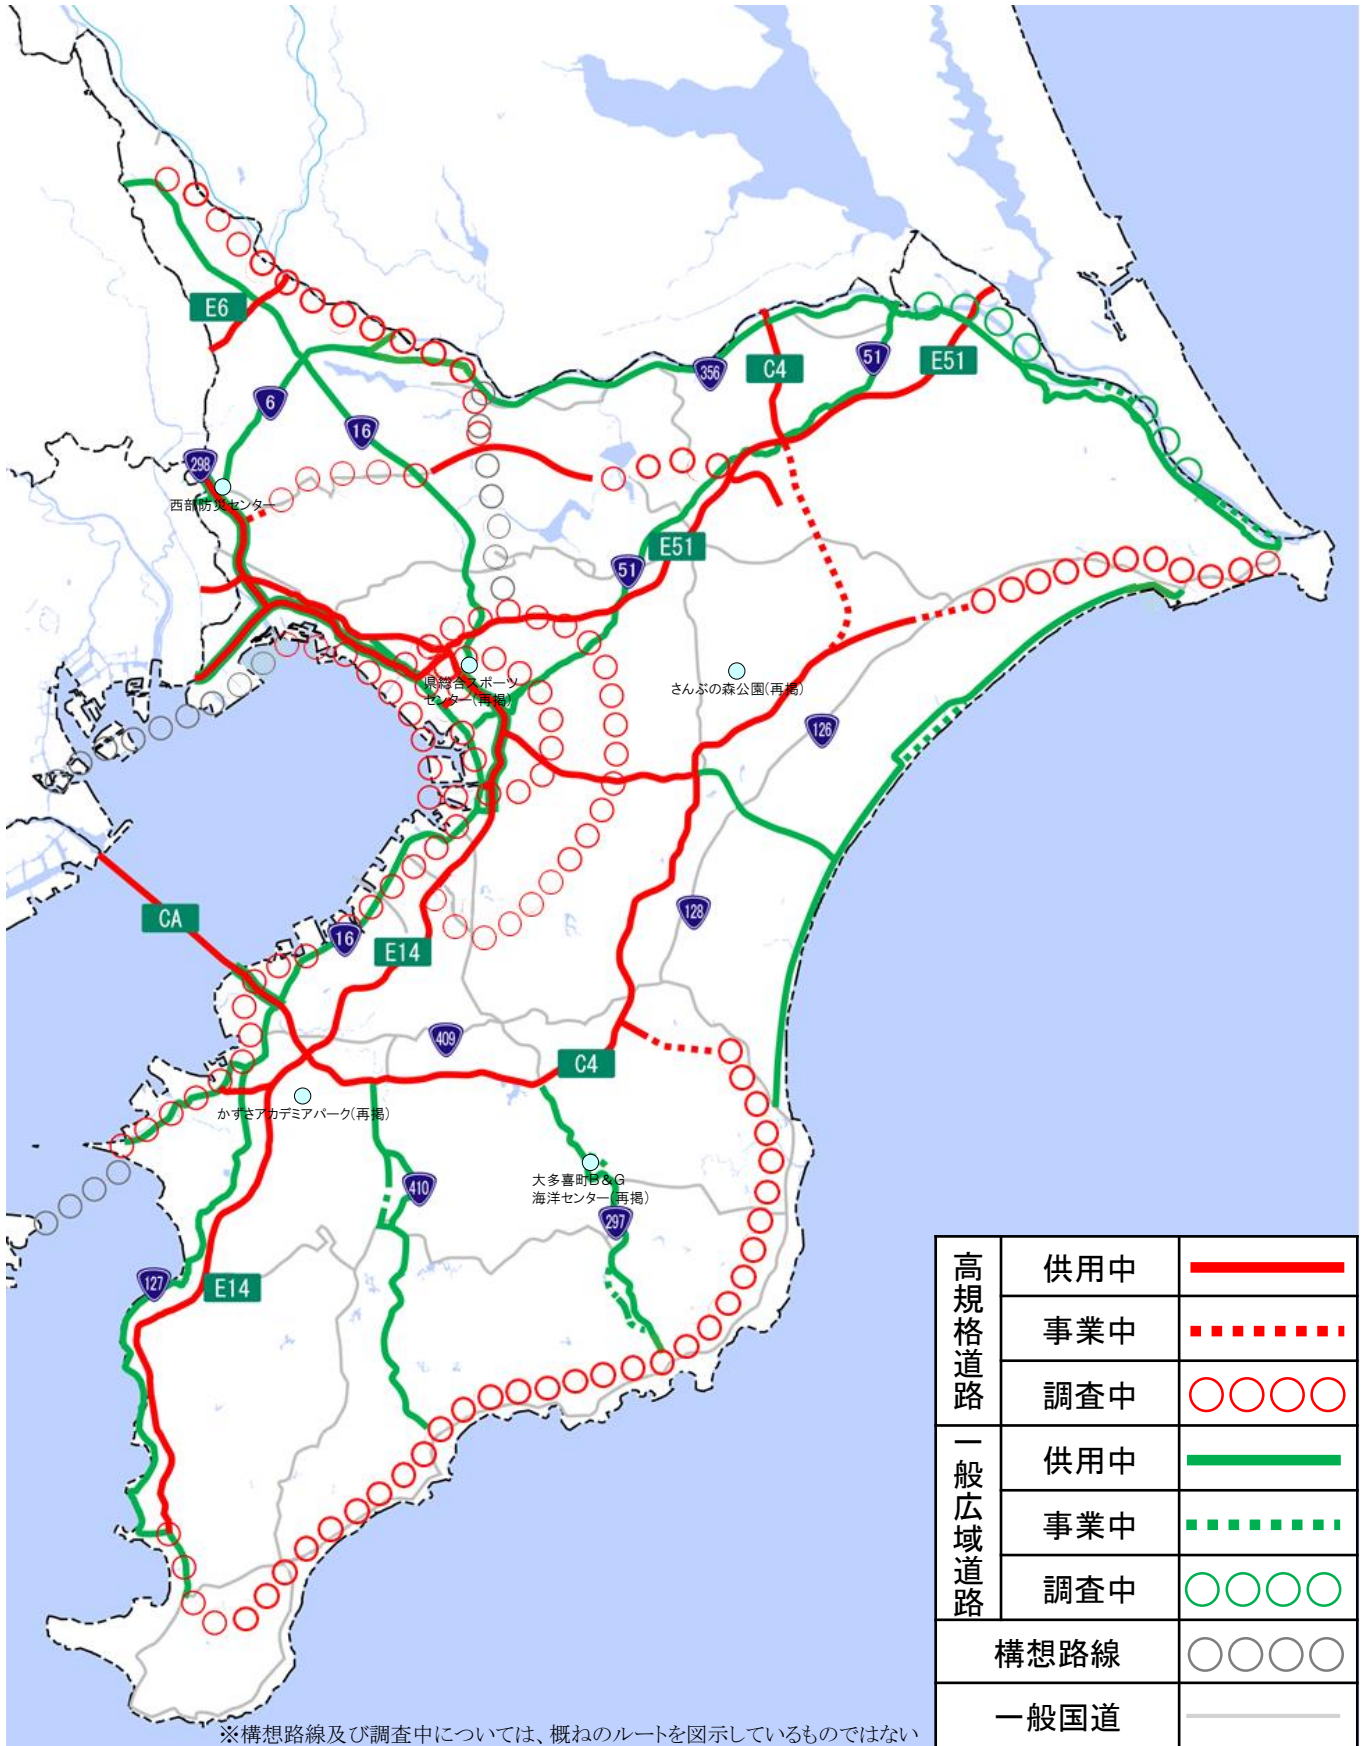 E6
356
C4
51
E51
6
16
298
西部防災センター
E51
51
県総合スポーツ
センター(再掲)
さんぶの森公園(再掲)
126
CA
128
16
E14
409
C4
かずさアカデミアパーク(再掲)
大多喜町B&G
海洋センター(再掲)
410
297
127
E14
高規格道路
供用中
事業中
調査中
一般広域道路
供用中
事業中
調査中
構想路線
一般国道
※構想路線及び調査中については、概ねのルートを図示しているものではない